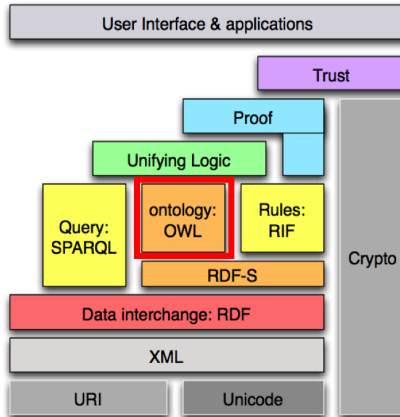 User Interface & applications
Trust
Proof
Unifying Logic
Query:
SPARQL
ontology:
OWL
Rules:
RIF
Crypto
RDF-S
Data interchange: RDF
XML
URI
Unicode